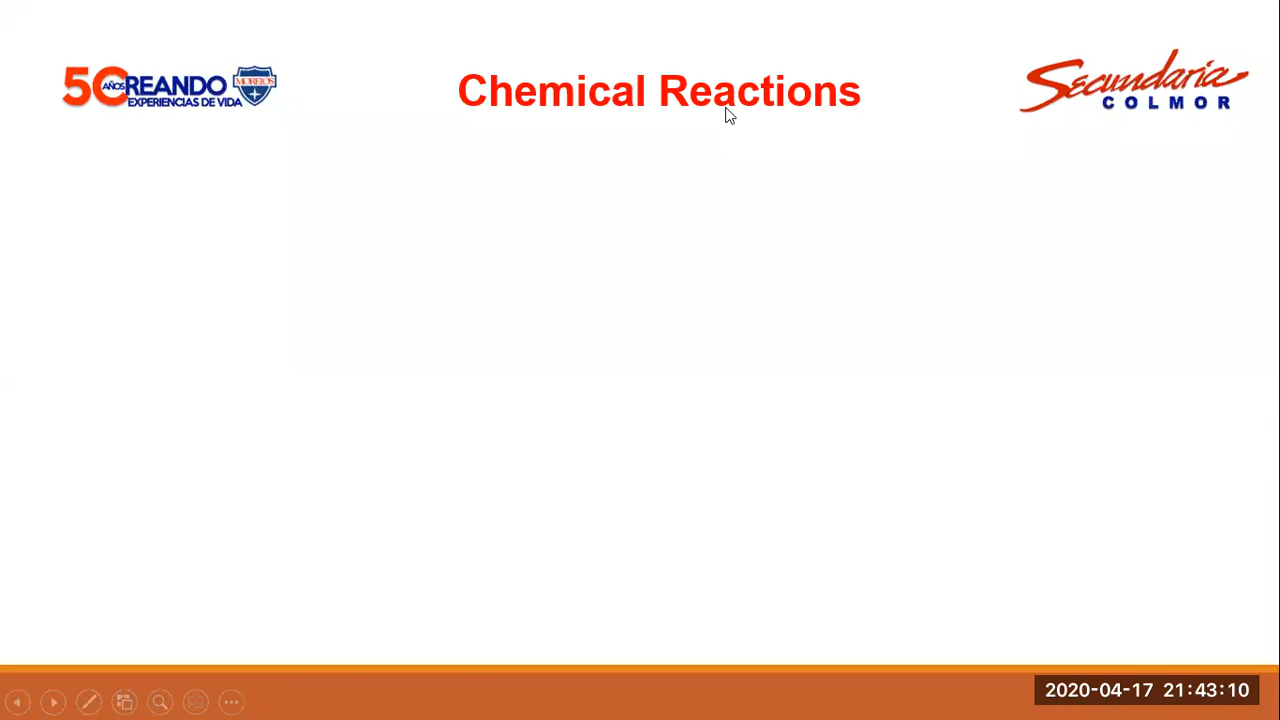 50 AÑOS CREANDO
EXPERIENCIAS DE VIDA
MORELOS
Chemical Reactions
Secundaria
COLMOR
2020-04-17 21:43:10